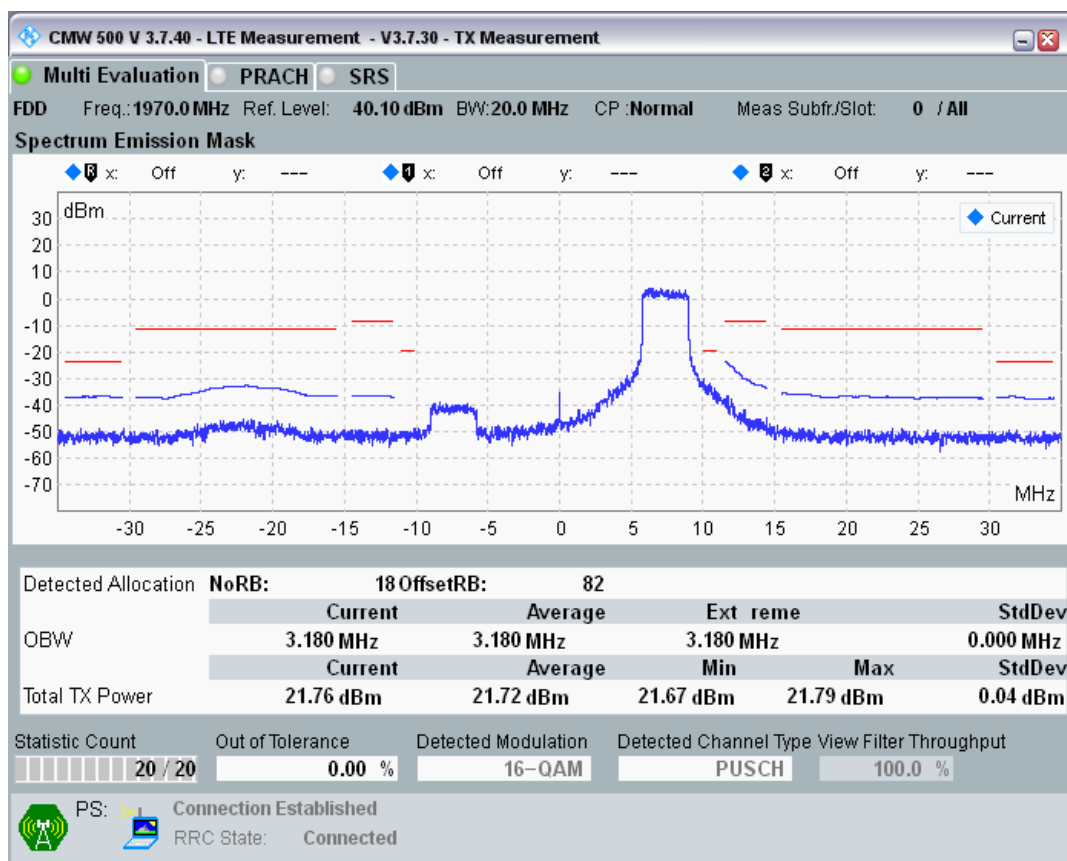 CMW 500 V 3.7.40 - LTE Measurement - V3.7.30 - TX Measurement
Multi Evaluation PRACH SRS
FDD Freq.: 1970.0 MHz Ref. Level: 40.10 dBm BW: 20.0 MHz CP :Normal Meas Subfr./Slot: 0 / All
Spectrum Emission Mask
R x: Off y: --- 1 x: Off y: --- 2 x: Off y: ---
dBm
Current
30
20
10
0
-10
-20
-30
-40
-50
-60
-70
MHz
-30 -25 -20 -15 -10 -5 0 5 10 15 20 25 30
Detected Allocation NoRB: 18 OffsetRB: 82
Current Average Ext reme StdDev
OBW 3.180 MHz 3.180 MHz 3.180 MHz 0.000 MHz
Current Average Min Max StdDev
Total TX Power 21.76 dBm 21.72 dBm 21.67 dBm 21.79 dBm 0.04 dBm
Statistic Count Out of Tolerance Detected Modulation Detected Channel Type View Filter Throughput
20 / 20 0.00 % 16-QAM PUSCH 100.0 %
PS: Connection Established
RRC State: Connected